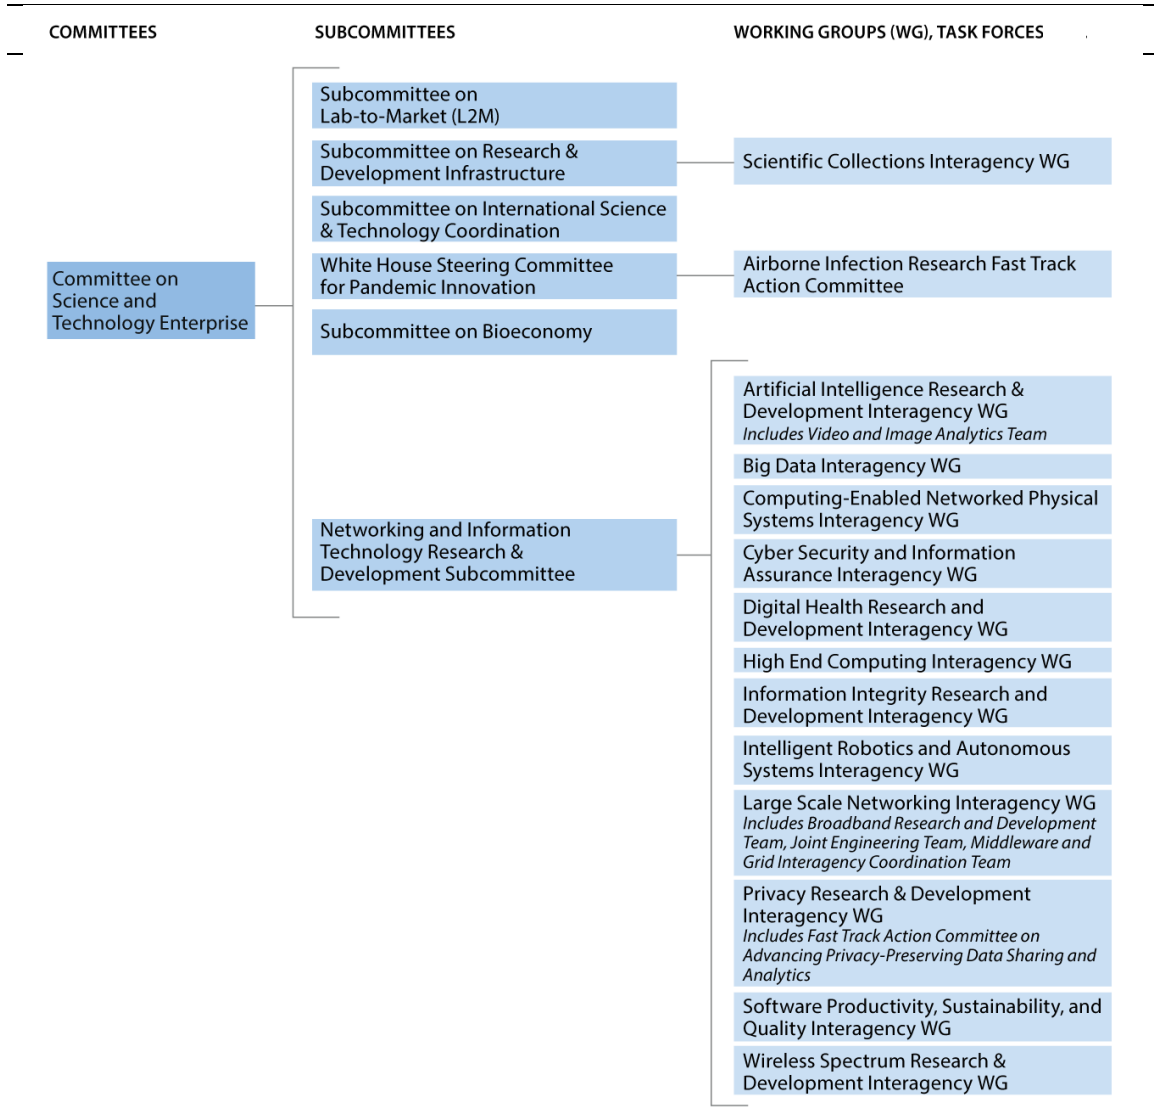 COMMITTEES
SUBCOMMITTEES
WORKING GROUPS (WG), TASK FORCES
Committee on
Science and
Technology Enterprise
Subcommittee on
Lab-to-Market (L2M)
Subcommittee on Research &
Development Infrastructure
Scientific Collections Interagency WG
Subcommittee on International Science
& Technology Coordination
White House Steering Committee
for Pandemic Innovation
Airborne Infection Research Fast Track
Action Committee
Subcommittee on Bioeconomy
Networking and Information
Technology Research &
Development Subcommittee
Artificial Intelligence Research &
Development Interagency WG
Includes Video and Image Analytics Team
Big Data Interagency WG
Computing-Enabled Networked Physical
Systems Interagency WG
Cyber Security and Information
Assurance Interagency WG
Digital Health Research and
Development Interagency WG
High End Computing Interagency WG
Information Integrity Research and
Development Interagency WG
Intelligent Robotics and Autonomous
Systems Interagency WG
Large Scale Networking Interagency WG
Includes Broadband Research and Development
Team, Joint Engineering Team, Middleware and
Grid Interagency Coordination Team
Privacy Research & Development
Interagency WG
Includes Fast Track Action Committee on
Advancing Privacy-Preserving Data Sharing and
Analytics
Software Productivity, Sustainability, and
Quality Interagency WG
Wireless Spectrum Research &
Development Interagency WG